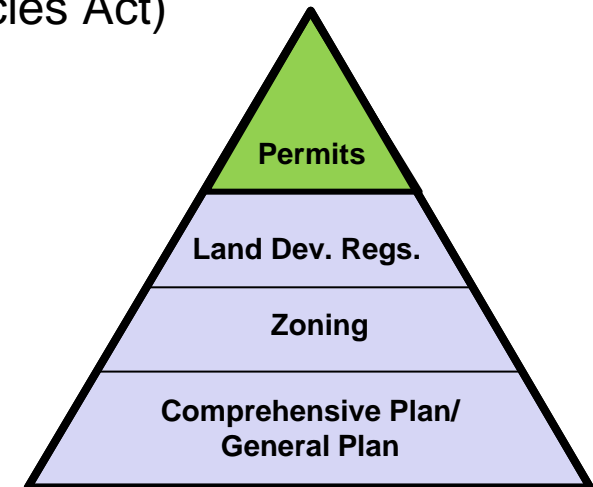 cies Act)
Permits
Land Dev. Regs.
Zoning
Comprehensive Plan/
General Plan